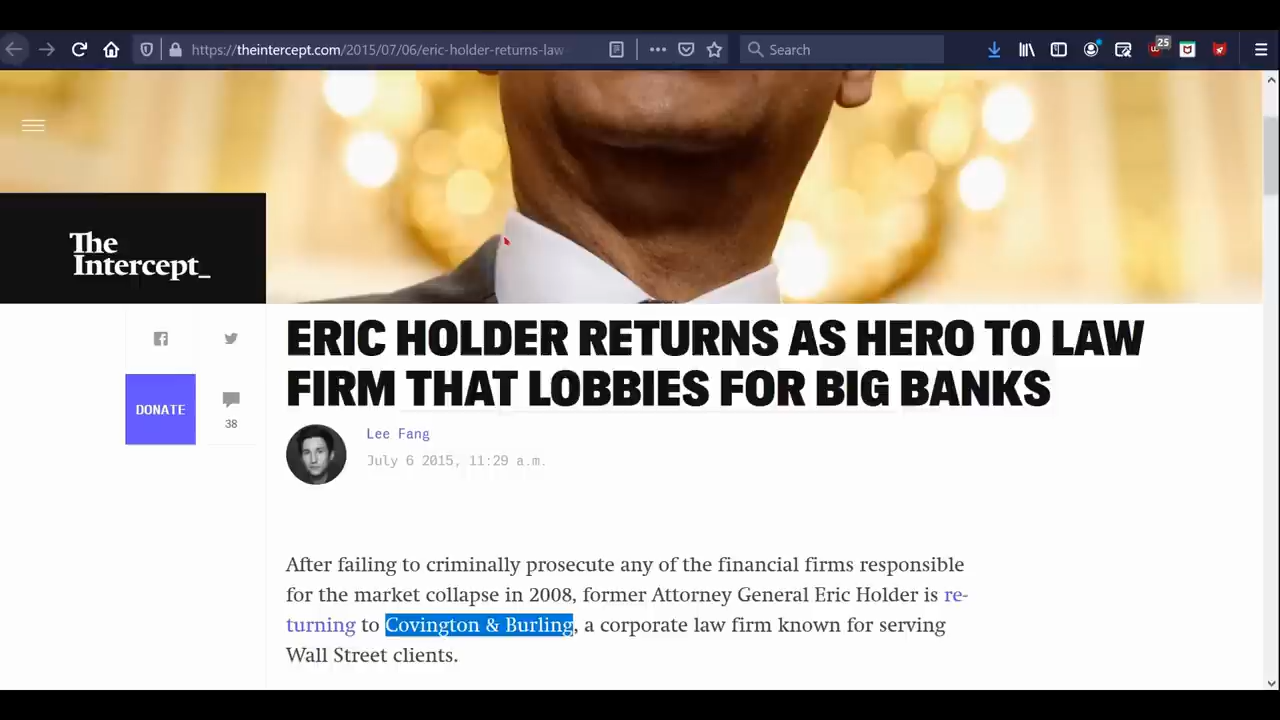 https://theintercept.com/2015/07/06/eric-holder-returns-law
Search
25
The
Intercept_
ERIC HOLDER RETURNS AS HERO TO LAW
FIRM THAT LOBBIES FOR BIG BANKS
DONATE
38
Lee Fang
July 6 2015, 11:29 a.m.
After failing to criminally prosecute any of the financial firms responsible
for the market collapse in 2008, former Attorney General Eric Holder is re-
turning to Covington & Burling, a corporate law firm known for serving
Wall Street clients.